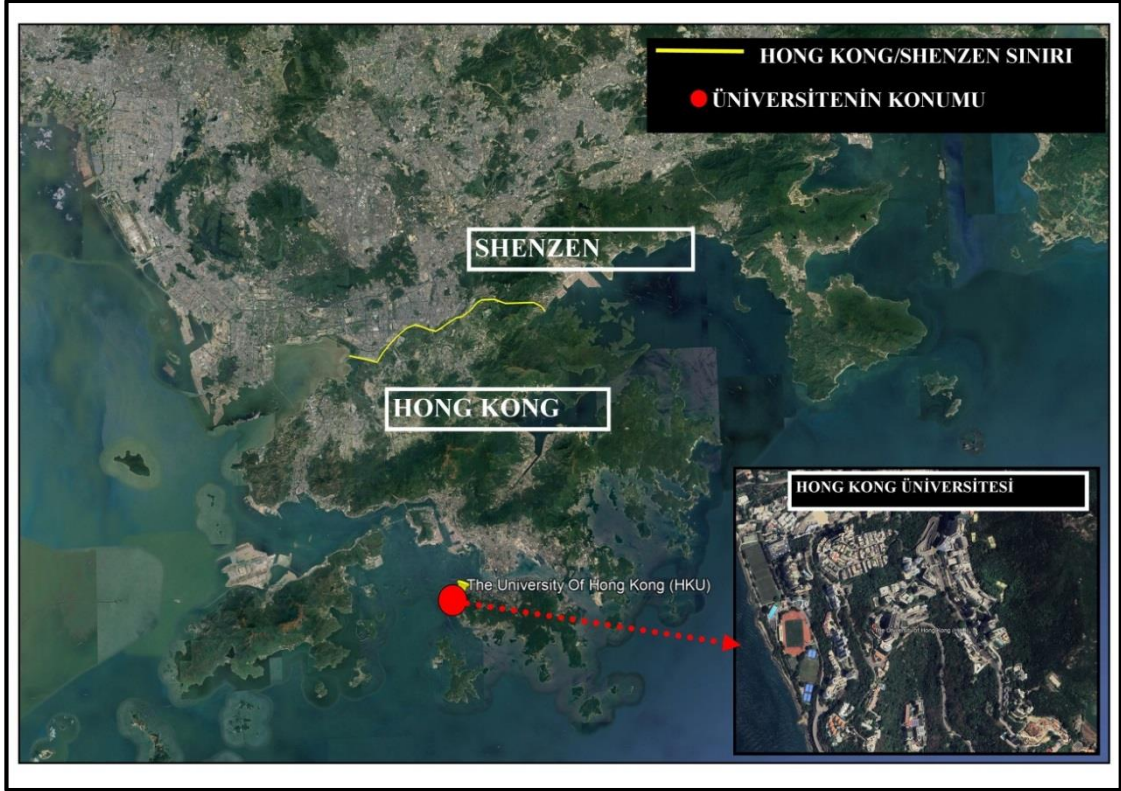 HONG KONG/SHENZEN SINIRI
ÜNİVERSİTENİN KONUMU
SHENZEN
HONG KONG
The University Of Hong Kong (HKU)
HONG KONG ÜNİVERSİTESİ